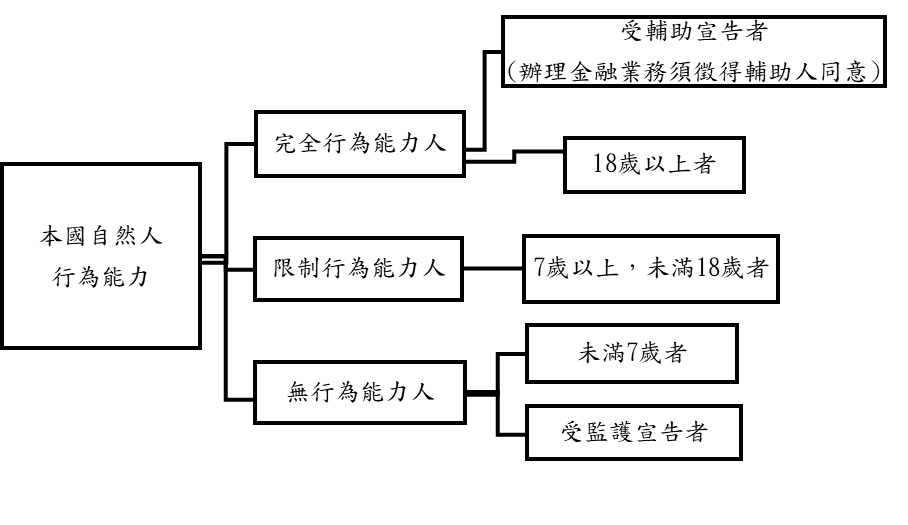 本國自然人
行為能力
完全行為能力人
受輔助宣告者
(辦理金融業務須徵得輔助人同意)
18歲以上者
限制行為能力人
7歲以上，未滿18歲者
無行為能力人
未滿7歲者
受監護宣告者